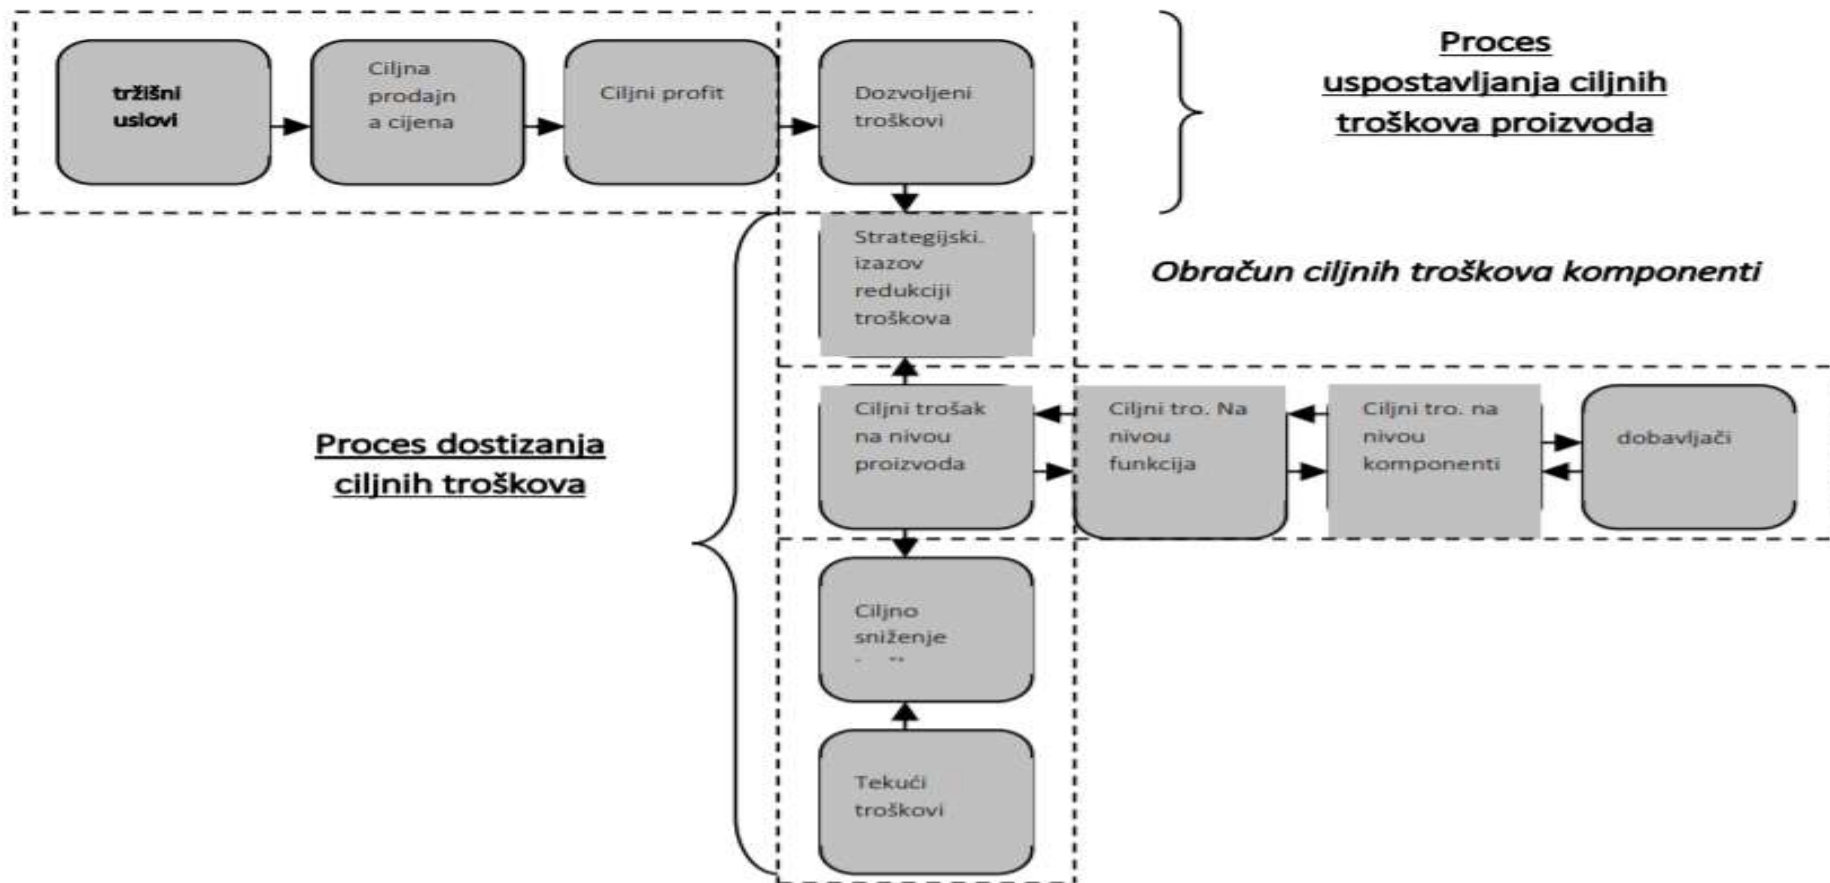 tržišni
uslovi
Ciljna
prodajn
a cijena
Ciljni profit
Dozvoljeni
troškovi
Proces
uspostavljanja ciljnih
troškova proizvoda
Strategijski.
izazov
redukciji
troškova
Obračun ciljnih troškova komponenti
Proces dostizanja
ciljnih troškova
Ciljni trošak
na nivou
proizvoda
Ciljni tro. Na
nivou
funkcija
Ciljni tro. na
nivou
komponenti
dobavljači
Ciljno
sniženje
Tekući
troškovi